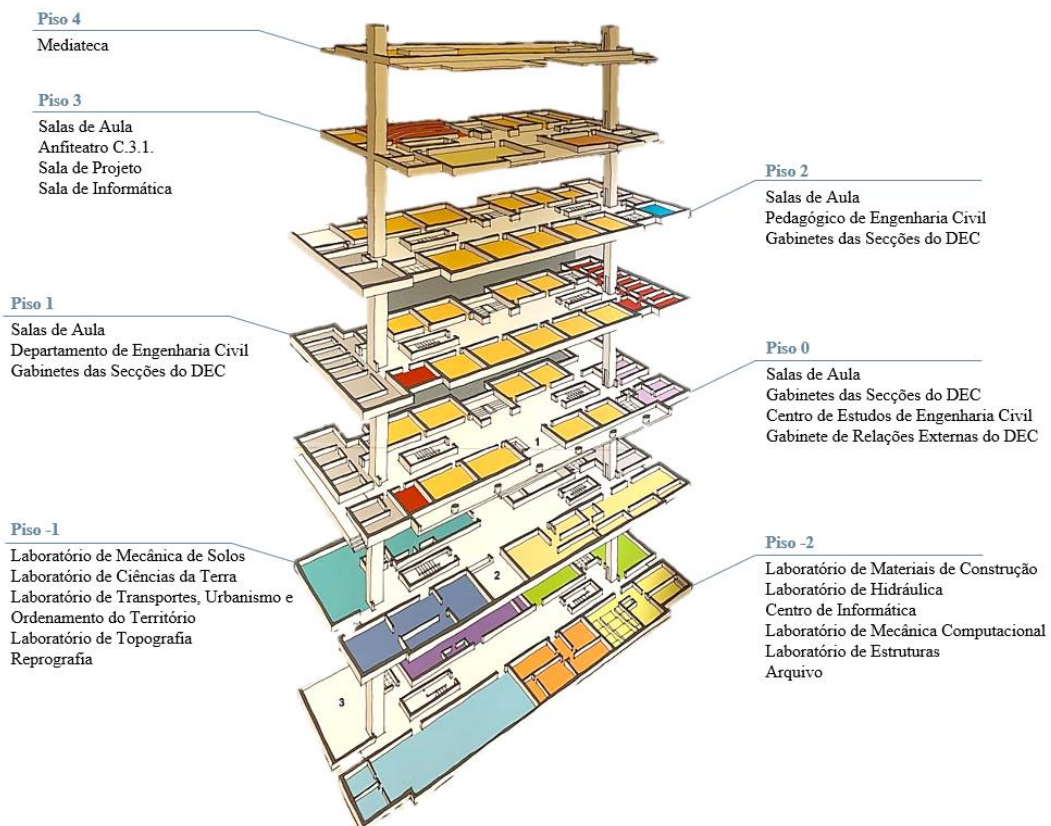 Piso 4
Mediateca
Piso 3
Salas de Aula
Anfiteatro C.3.1.
Sala de Projeto
Sala de Informática
Piso 2
Salas de Aula
Pedagógico de Engenharia Civil
Gabinetes das Secções do DEC
Piso 1
Salas de Aula
Departamento de Engenharia Civil
Gabinetes das Secções do DEC
Piso 0
Salas de Aula
Gabinetes das Secções do DEC
Centro de Estudos de Engenharia Civil
Gabinete de Relações Externas do DEC
1
Piso -1
Laboratório de Mecânica de Solos
Laboratório de Ciências da Terra
Laboratório de Transportes, Urbanismo e
Ordenamento do Território
Laboratório de Topografia
Reprografia
2
Piso -2
Laboratório de Materiais de Construção
Laboratório de Hidráulica
Centro de Informática
Laboratório de Mecânica Computacional
Laboratório de Estruturas
Arquivo
3